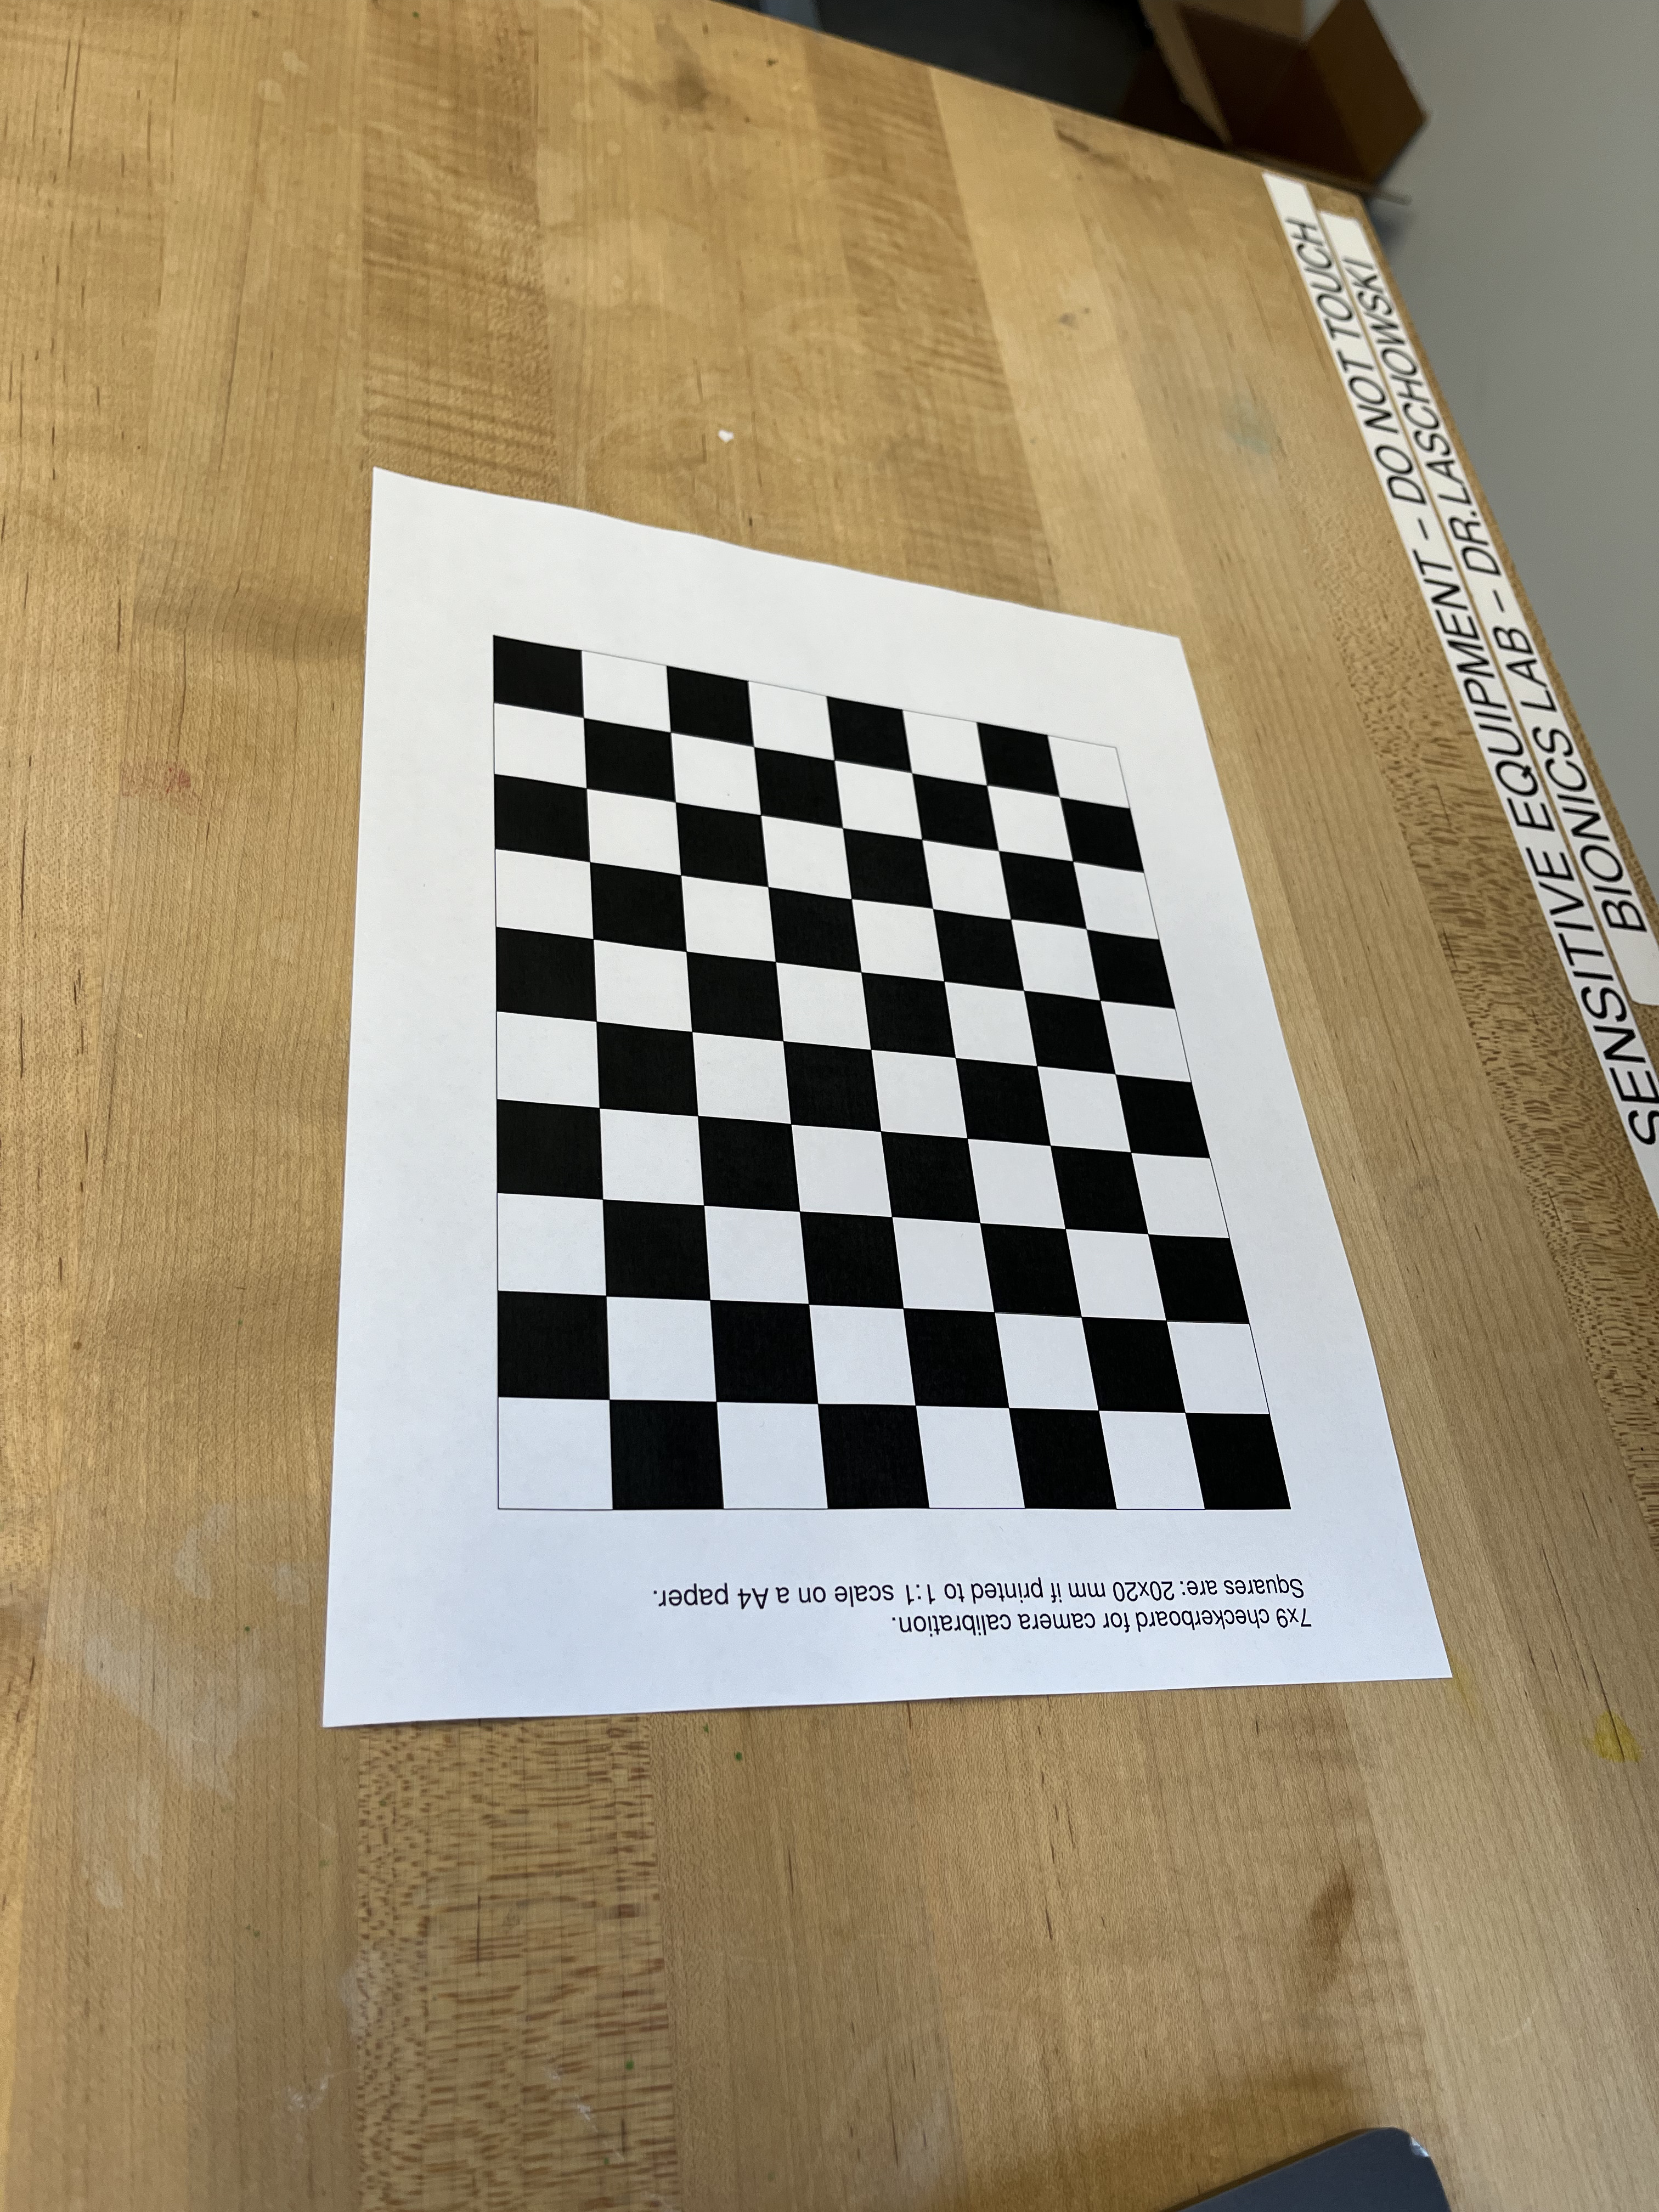 SENSITIVE EQUIPMENT - DO NOT TOUCH
BIONICS LAB - DR.LASCHOWSKI
7x9 checkerboard for camera calibration.
Squares are: 20x20 mm if printed to 1:1 scale on a A4 paper.